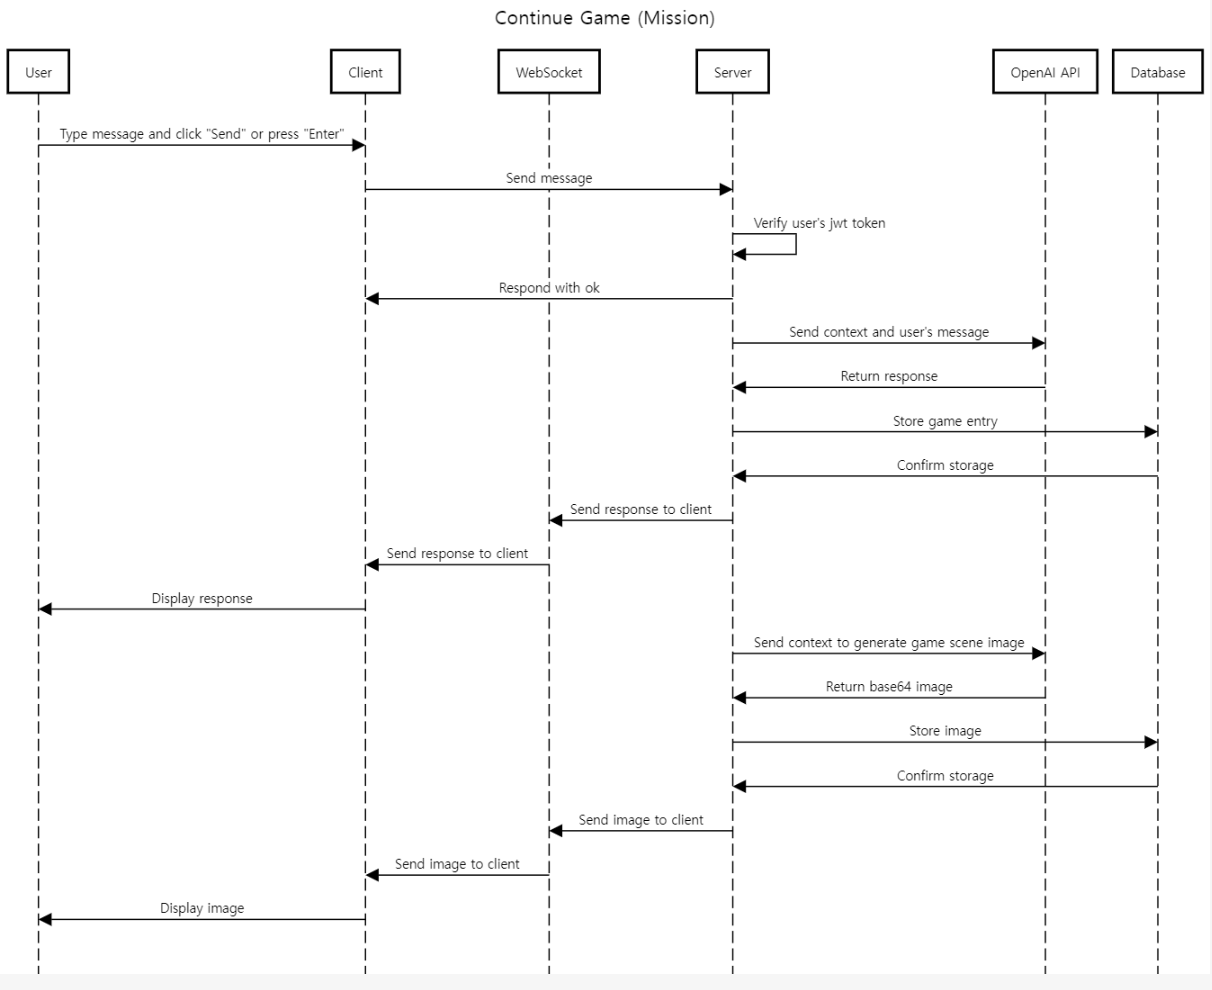 Continue Game (Mission)
User
Client
WebSocket
Server
OpenAI API
Database
Type message and click "Send" or press "Enter"
Send message
Verify user's jwt token
Respond with ok
Send context and user's message
Return response
Store game entry
Confirm storage
Send response to client
Send response to client
Display response
Send context to generate game scene image
Return base64 image
Store image
Confirm storage
Send image to client
Send image to client
Display image